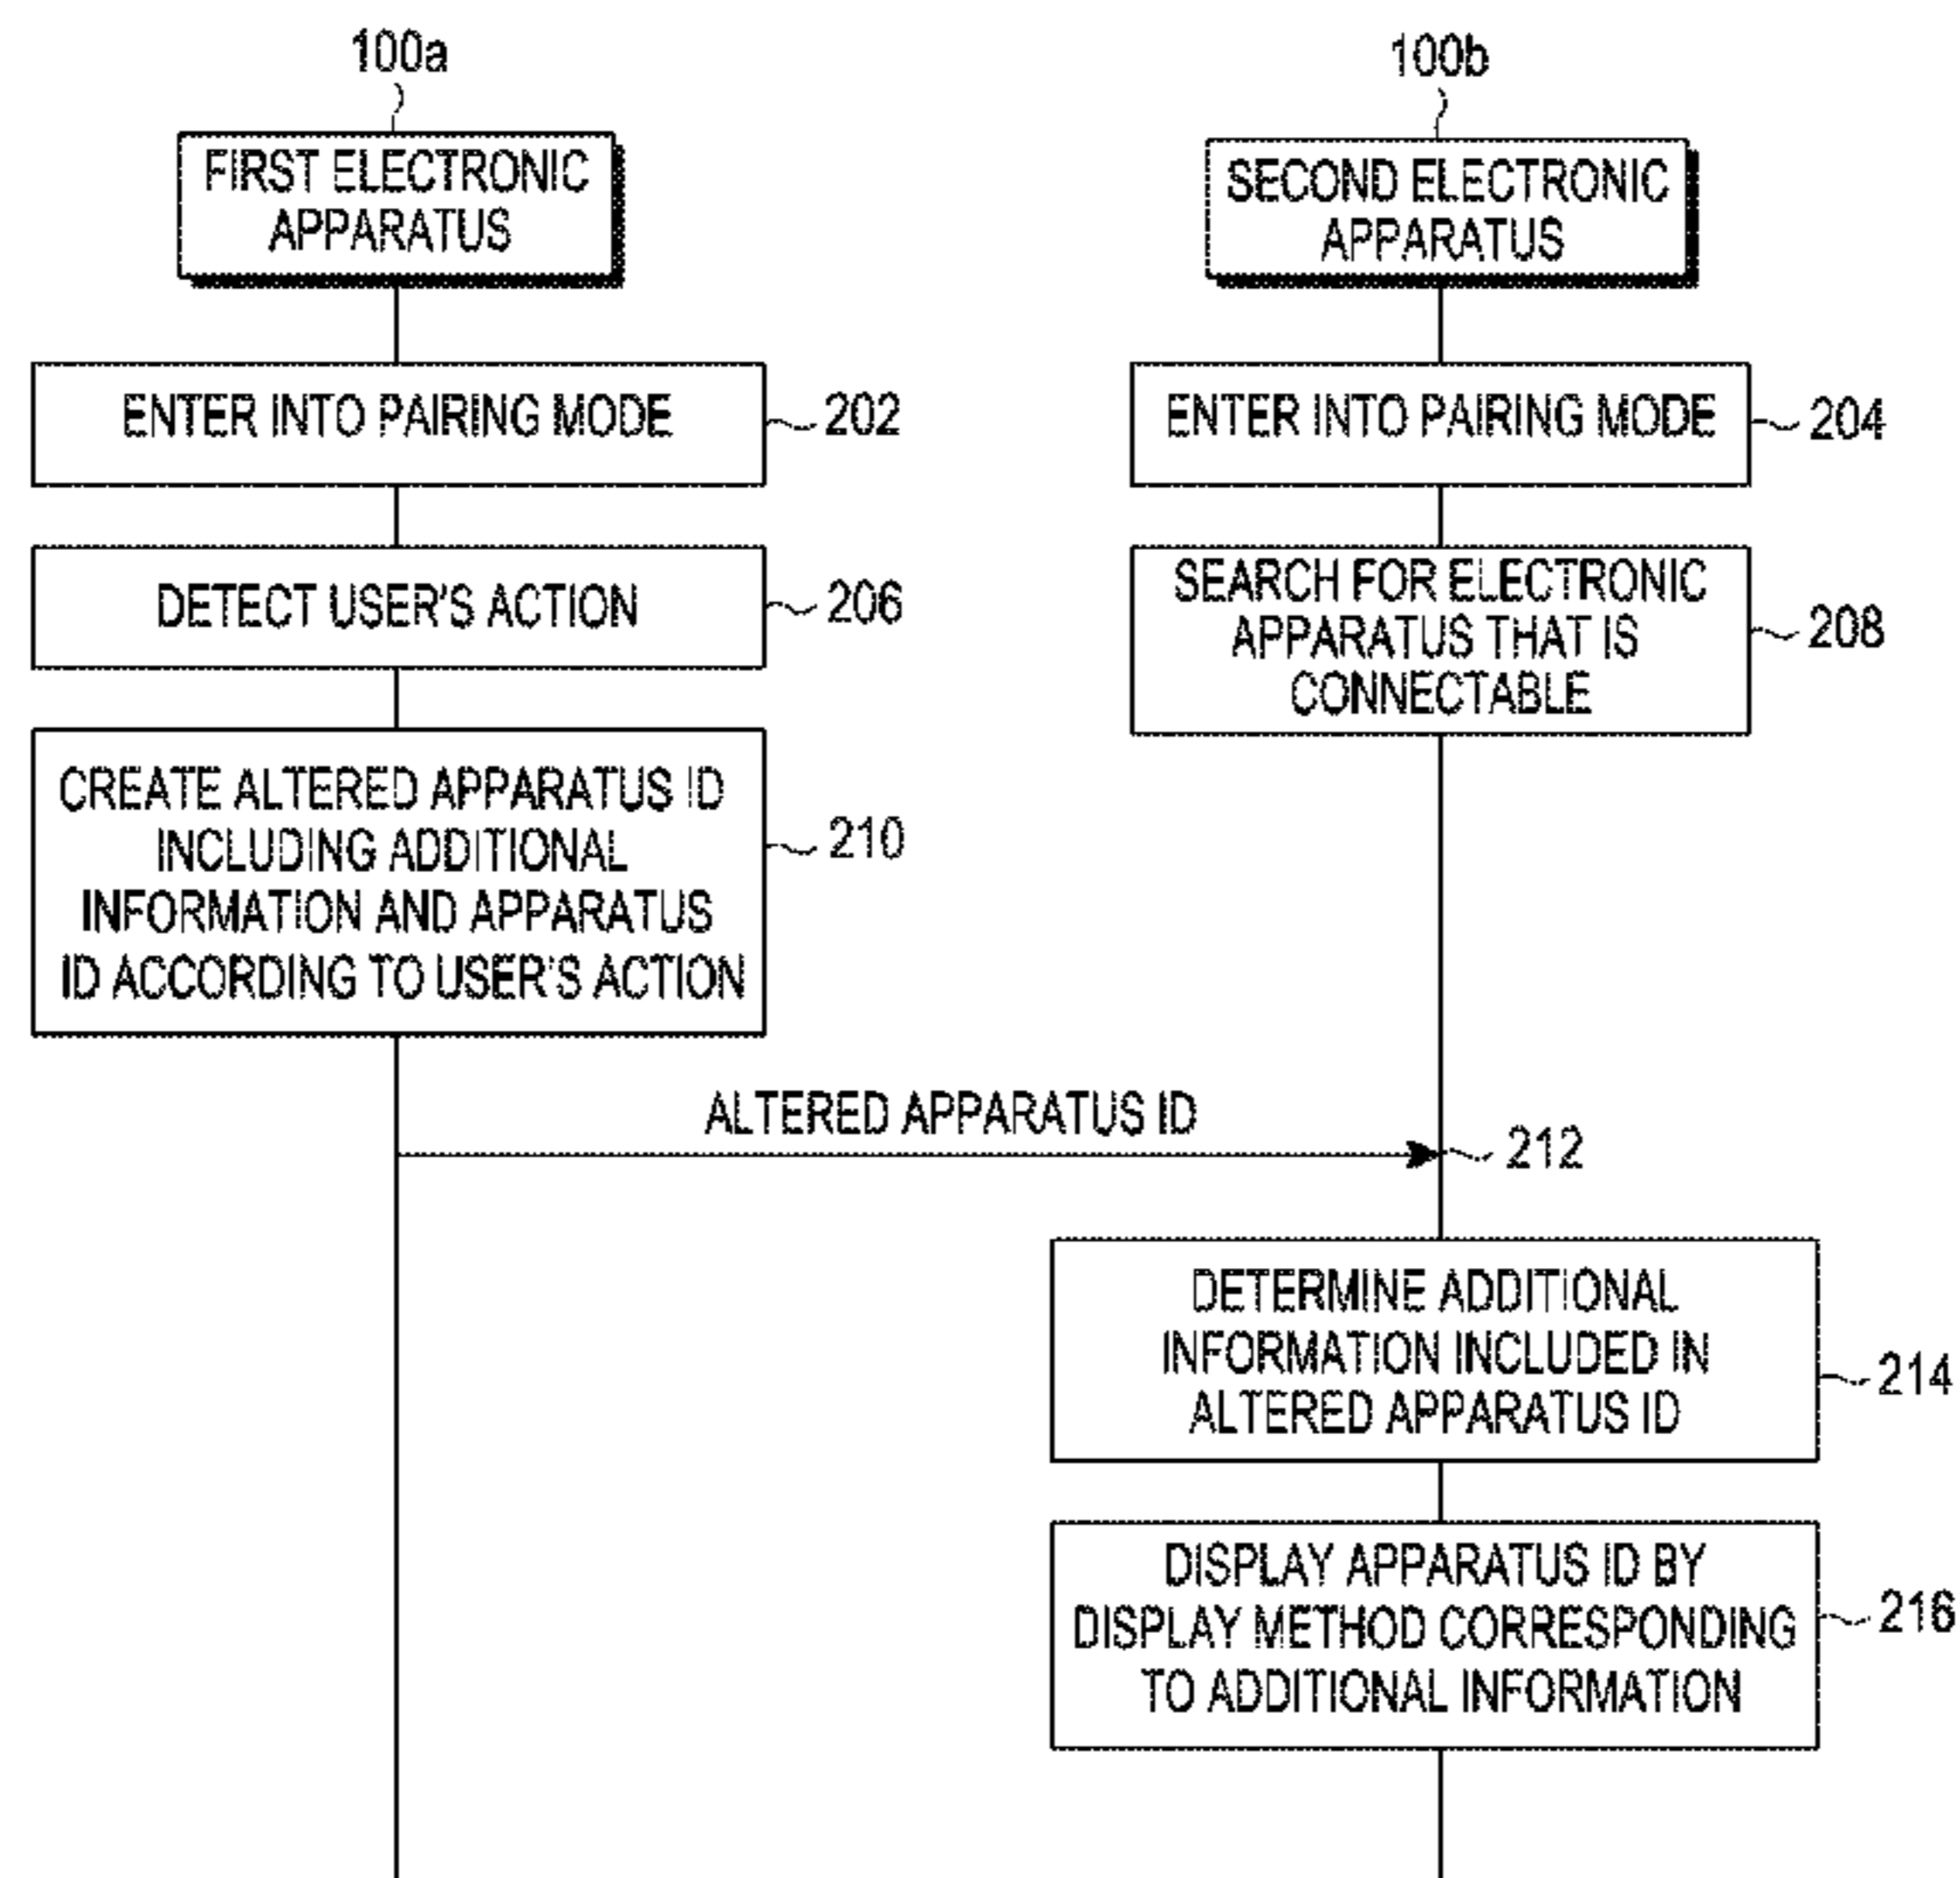 100a
FIRST ELECTRONIC
APPARATUS
100b
SECOND ELECTRONIC
APPARATUS
ENTER INTO PAIRING MODE
202
ENTER INTO PAIRING MODE
204
DETECT USER'S ACTION
206
SEARCH FOR ELECTRONIC
APPARATUS THAT IS
CONNECTABLE
208
CREATE ALTERED APPARATUS ID
INCLUDING ADDITIONAL
INFORMATION AND APPARATUS
ID ACCORDING TO USER'S ACTION
210
ALTERED APPARATUS ID
212
DETERMINE ADDITIONAL
INFORMATION INCLUDED IN
ALTERED APPARATUS ID
214
DISPLAY APPARATUS ID BY
DISPLAY METHOD CORRESPONDING
TO ADDITIONAL INFORMATION
216